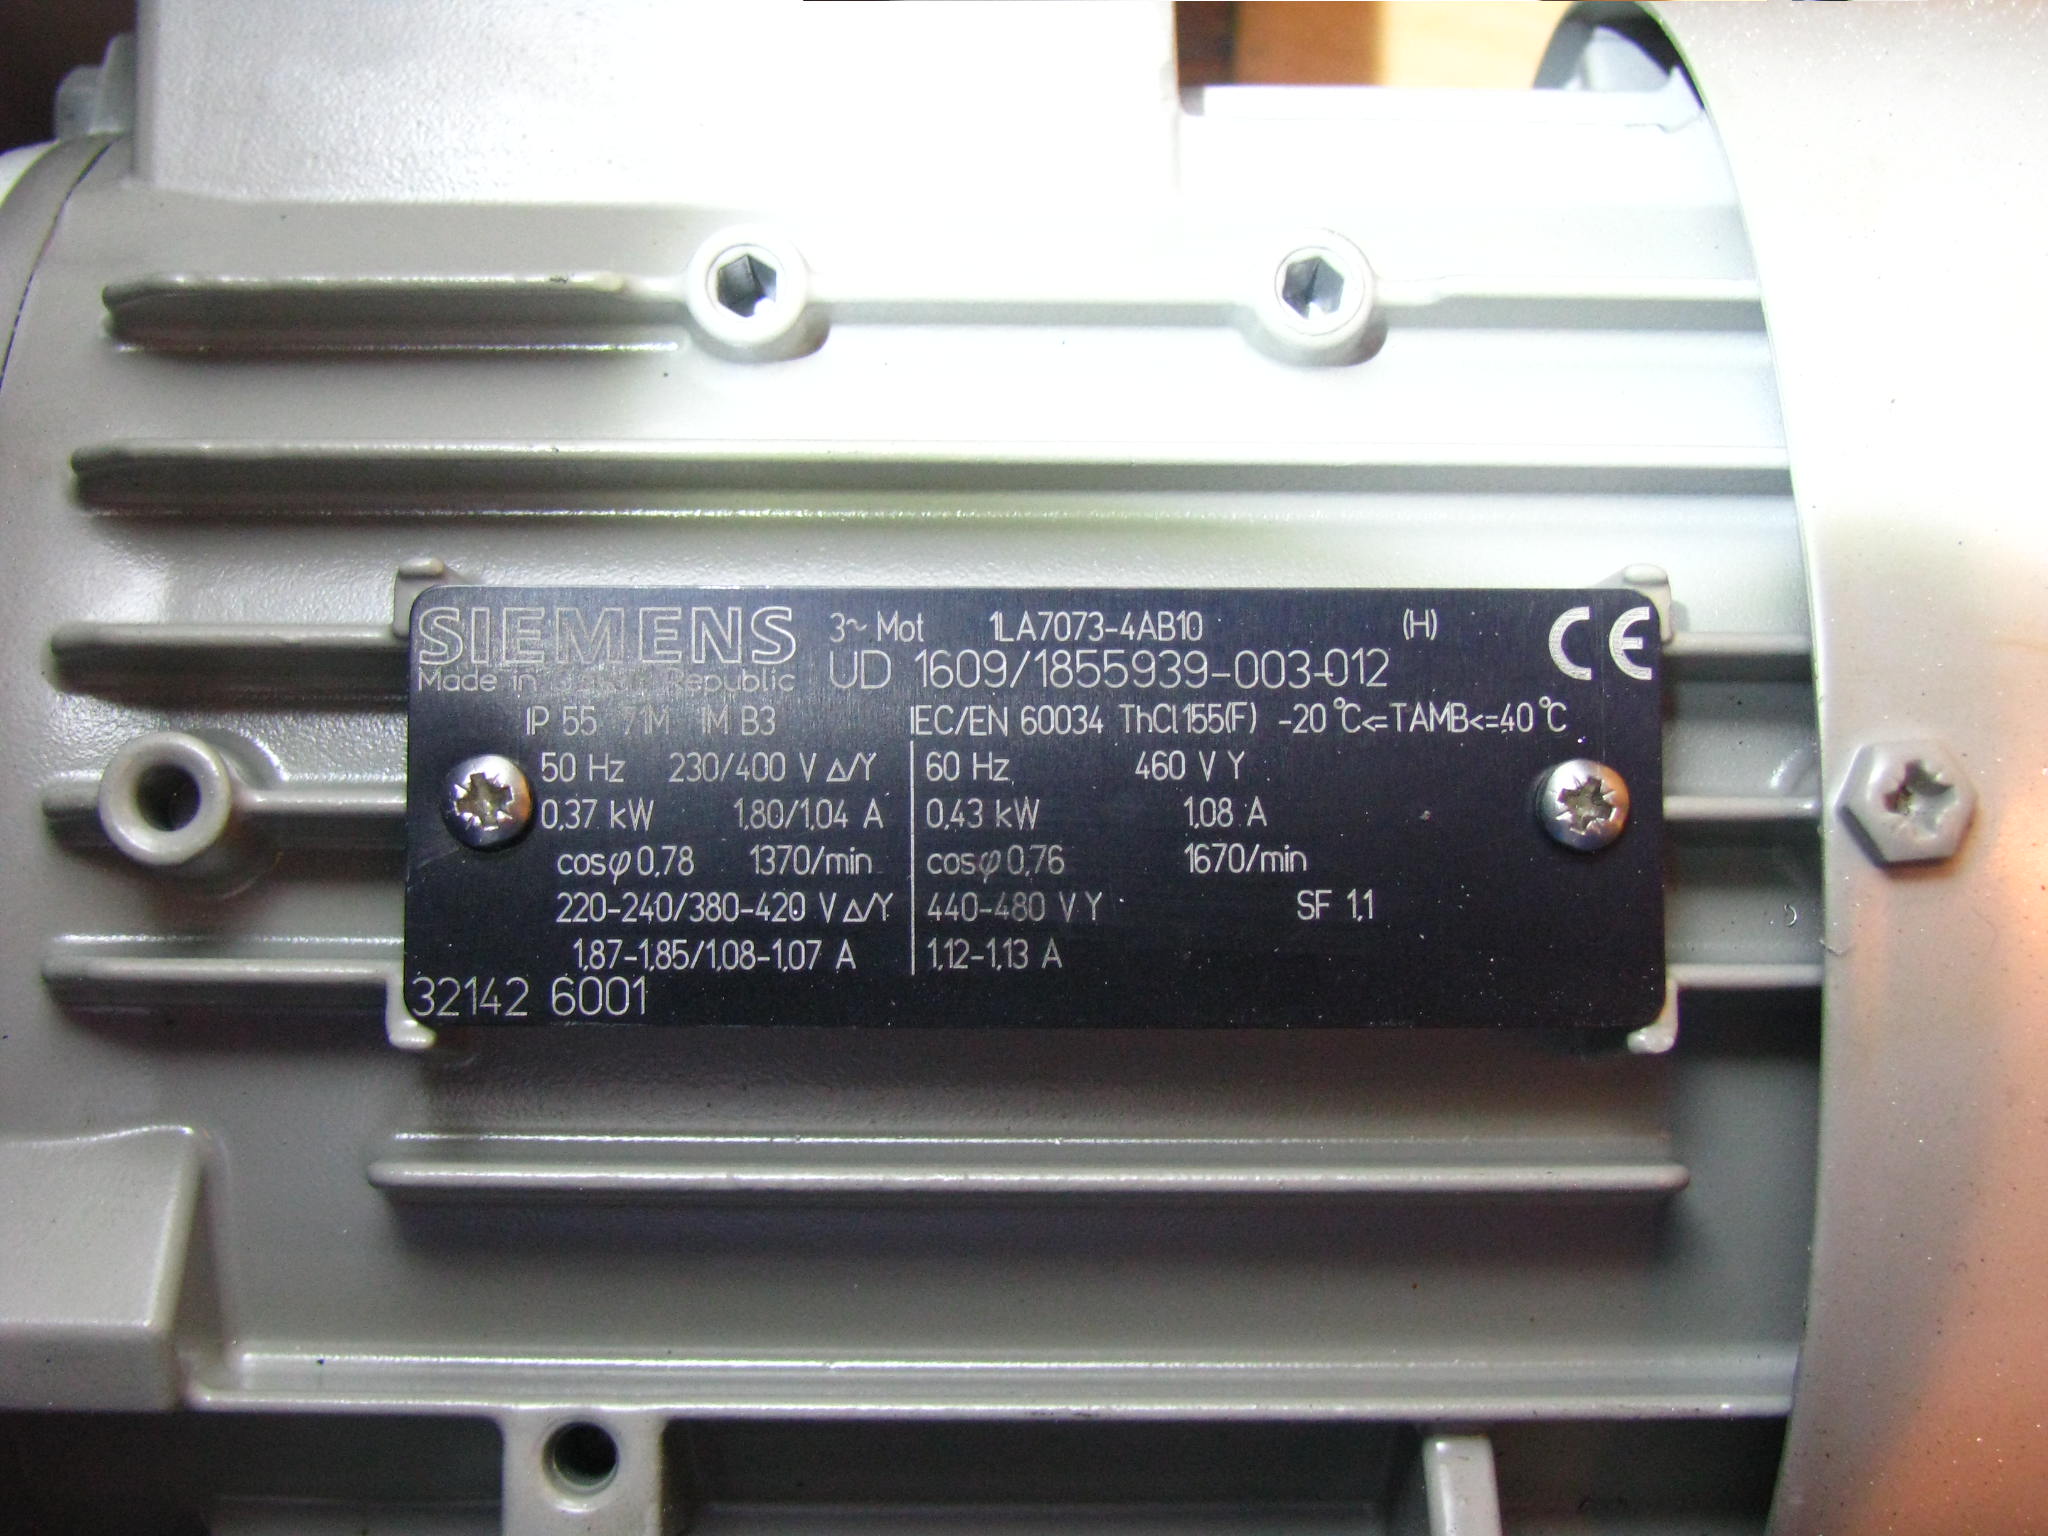 SIEMENS 3~ Mot 1LA7073-4AB10 (H) CE
Made in Czech Republic UD 1609/1855939-003-012
IP 55 71M IM B3 IEC/EN 60034 Th.Cl.155(F) -20°C<=TAMB<=40°C
50 Hz 230/400 V Δ/Y 60 Hz 460 V Y
0,37 kW 1,80/1,04 A 0,43 kW 1,08 A
cosφ 0,78 1370/min cosφ 0,76 1670/min
220-240/380-420 V Δ/Y 440-480 V Y SF 1,1
1,87-1,85/1,08-1,07 A 1,12-1,13 A
32142 6001